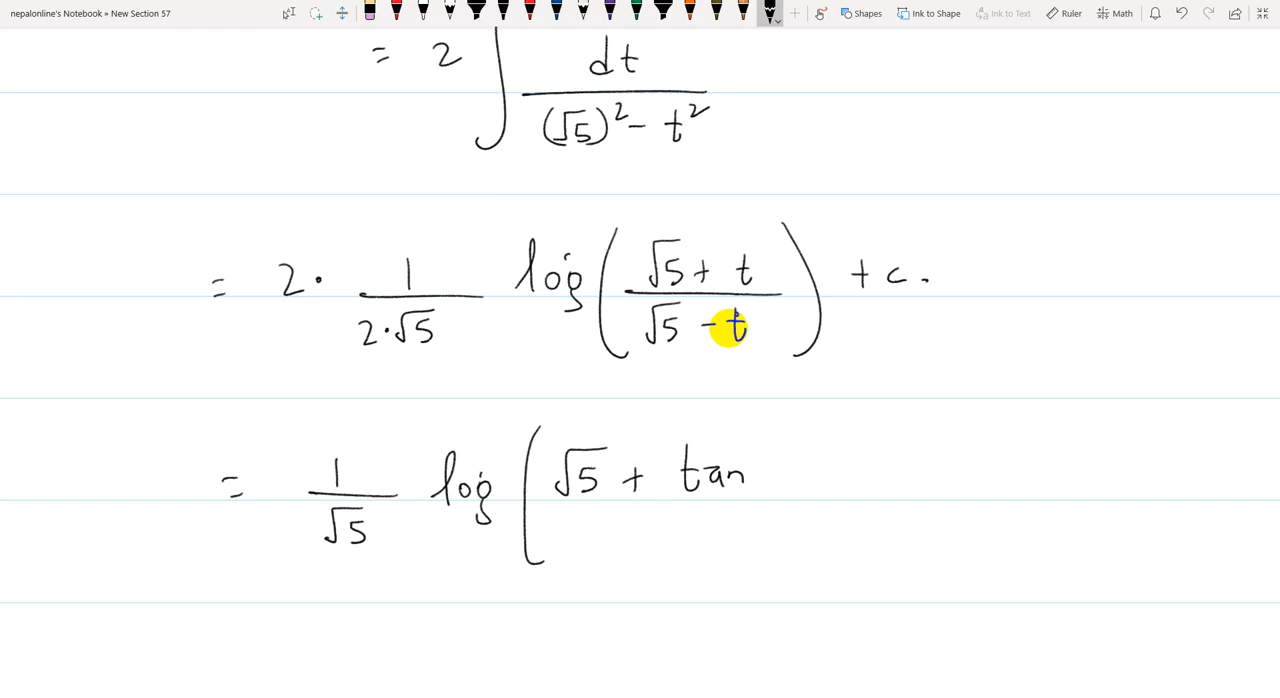 nepalonline's Notebook » New Section 57
Shapes Ink to Shape Ink to Text Ruler Math
= 2 ∫ dt / ((√5)² - t²)
= 2 · 1 / (2·√5) log( (√5 + t) / (√5 - t) ) + c.
= 1 / √5 log( √5 + tan